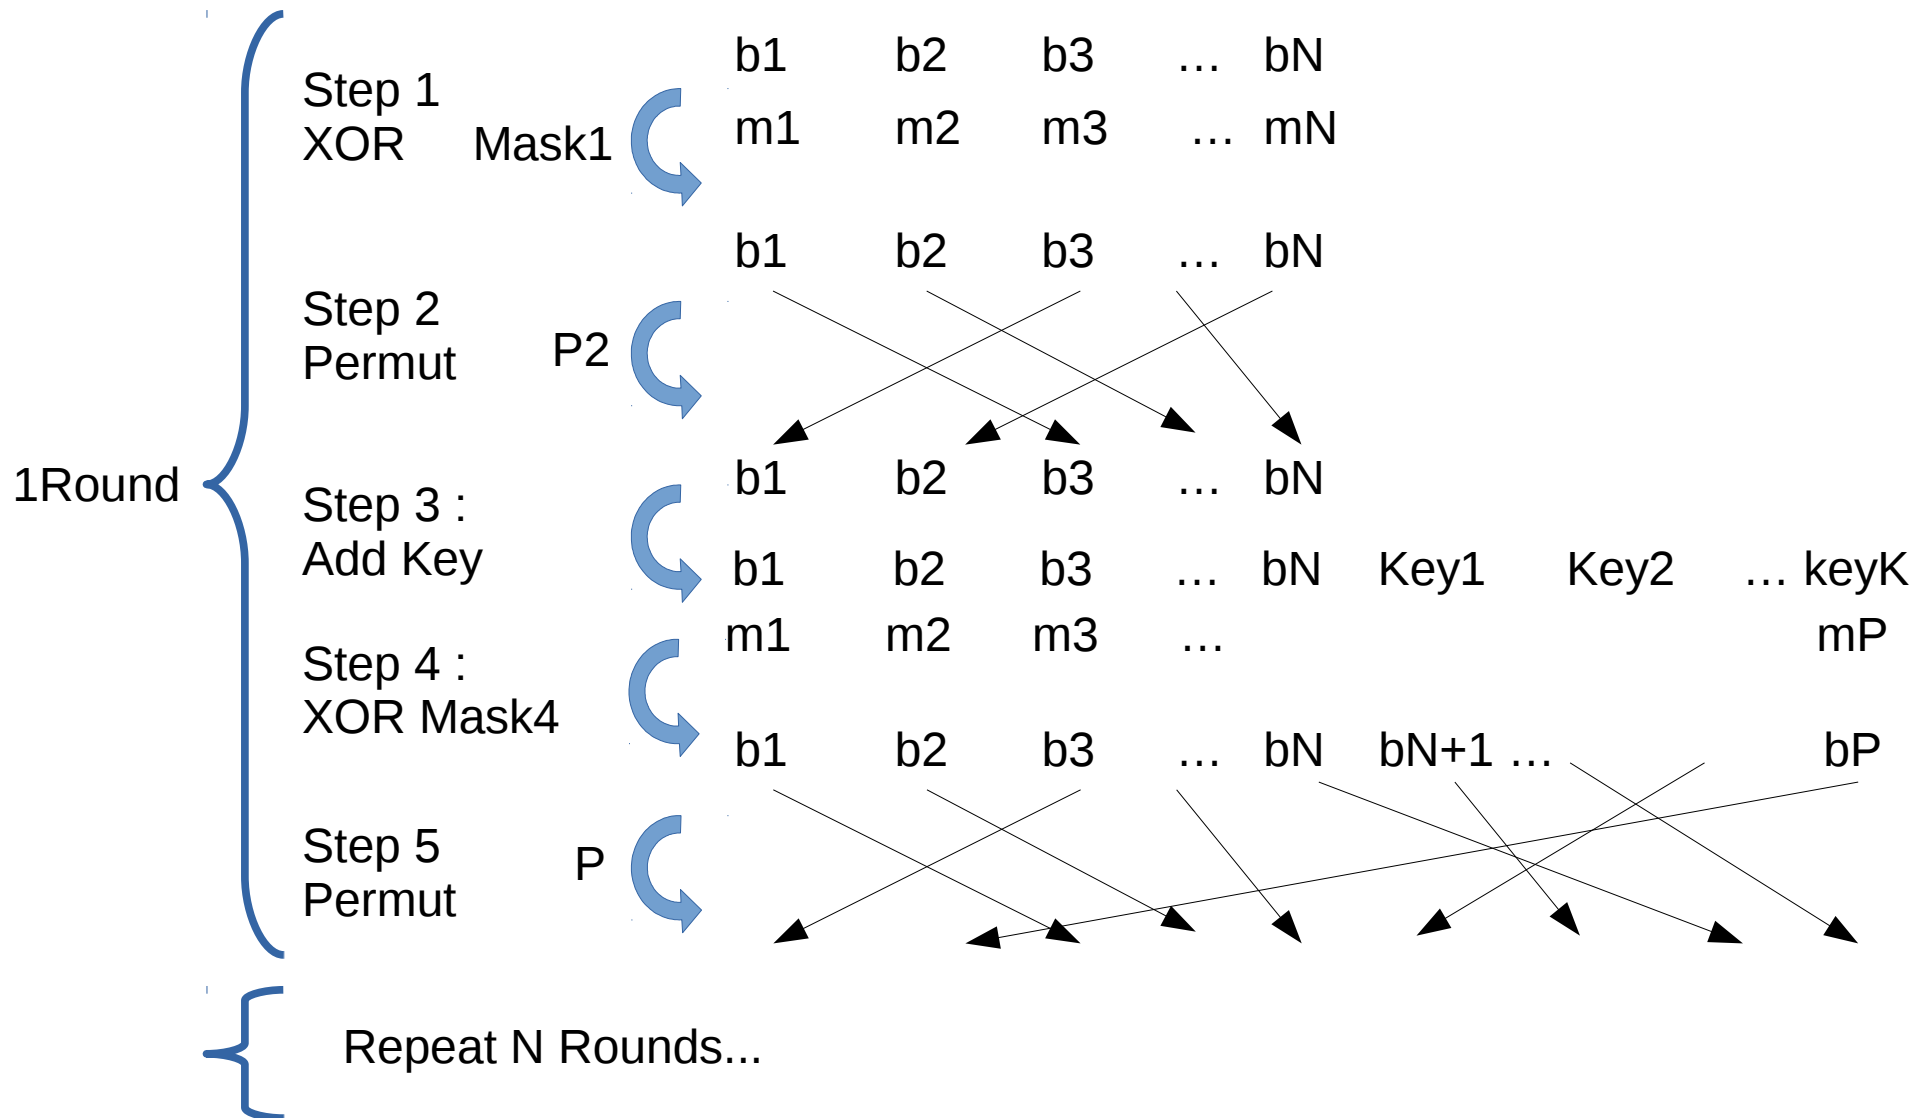 b1 b2 b3 … bN
Step 1
XOR Mask1
m1 m2 m3 … mN
b1 b2 b3 … bN
Step 2
Permut
P2
b1 b2 b3 … bN
1Round
Step 3 :
Add Key
b1 b2 b3 … bN Key1 Key2 … keyK
m1 m2 m3 … mP
Step 4 :
XOR Mask4
b1 b2 b3 … bN bN+1 … bP
Step 5
Permut
P
Repeat N Rounds...